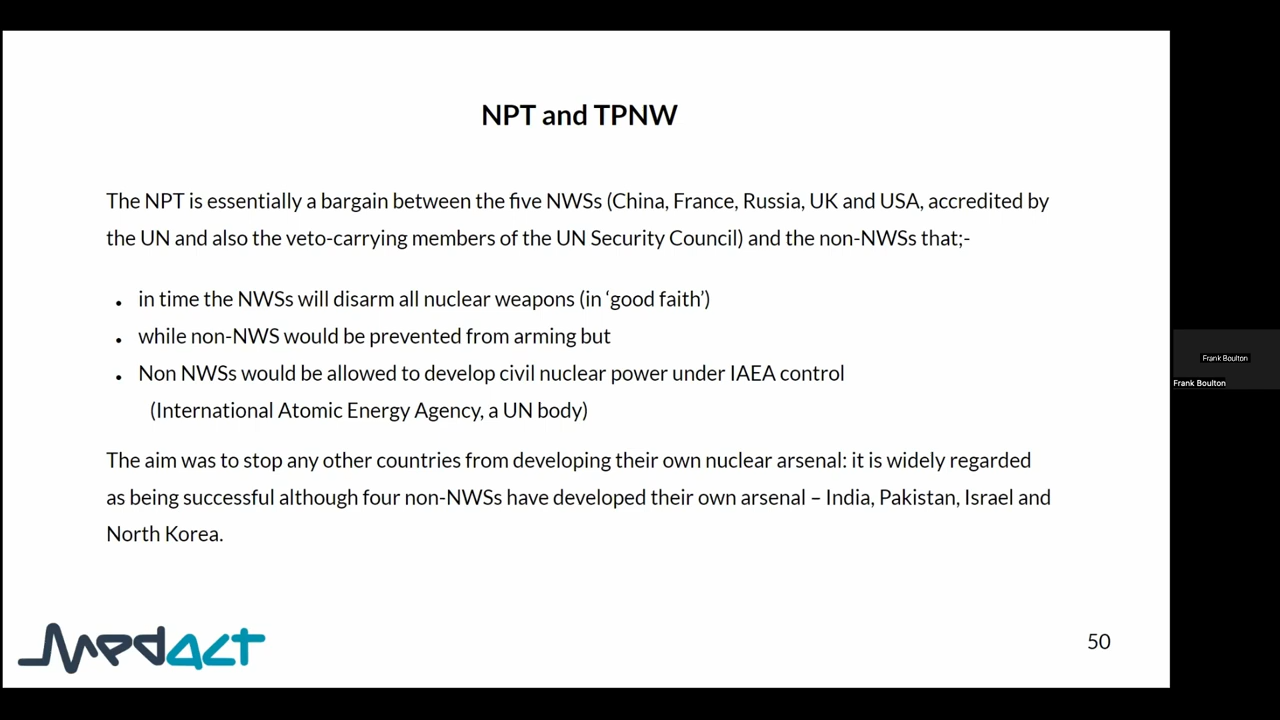 NPT and TPNW
The NPT is essentially a bargain between the five NWSs (China, France, Russia, UK and USA, accredited by
the UN and also the veto-carrying members of the UN Security Council) and the non-NWSs that;-
• in time the NWSs will disarm all nuclear weapons (in ‘good faith’)
• while non-NWS would be prevented from arming but
• Non NWSs would be allowed to develop civil nuclear power under IAEA control
(International Atomic Energy Agency, a UN body)
The aim was to stop any other countries from developing their own nuclear arsenal: it is widely regarded
as being successful although four non-NWSs have developed their own arsenal – India, Pakistan, Israel and
North Korea.
Medact
50
Frank Boulton
Frank Boulton